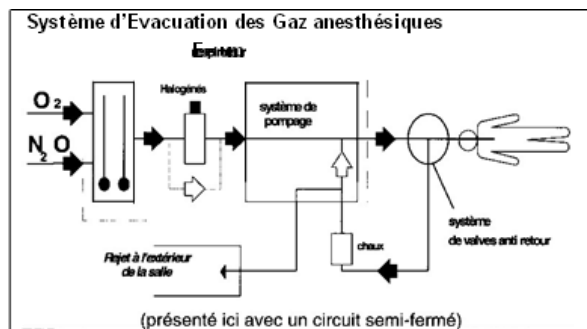 Système d'Evacuation des Gaz anesthésiques
Halogénés
O₂
N₂O
système de
pompage
système
de valves anti retour
chaux
Rejet à l'extérieur
de la salle
(présenté ici avec un circuit semi-fermé)